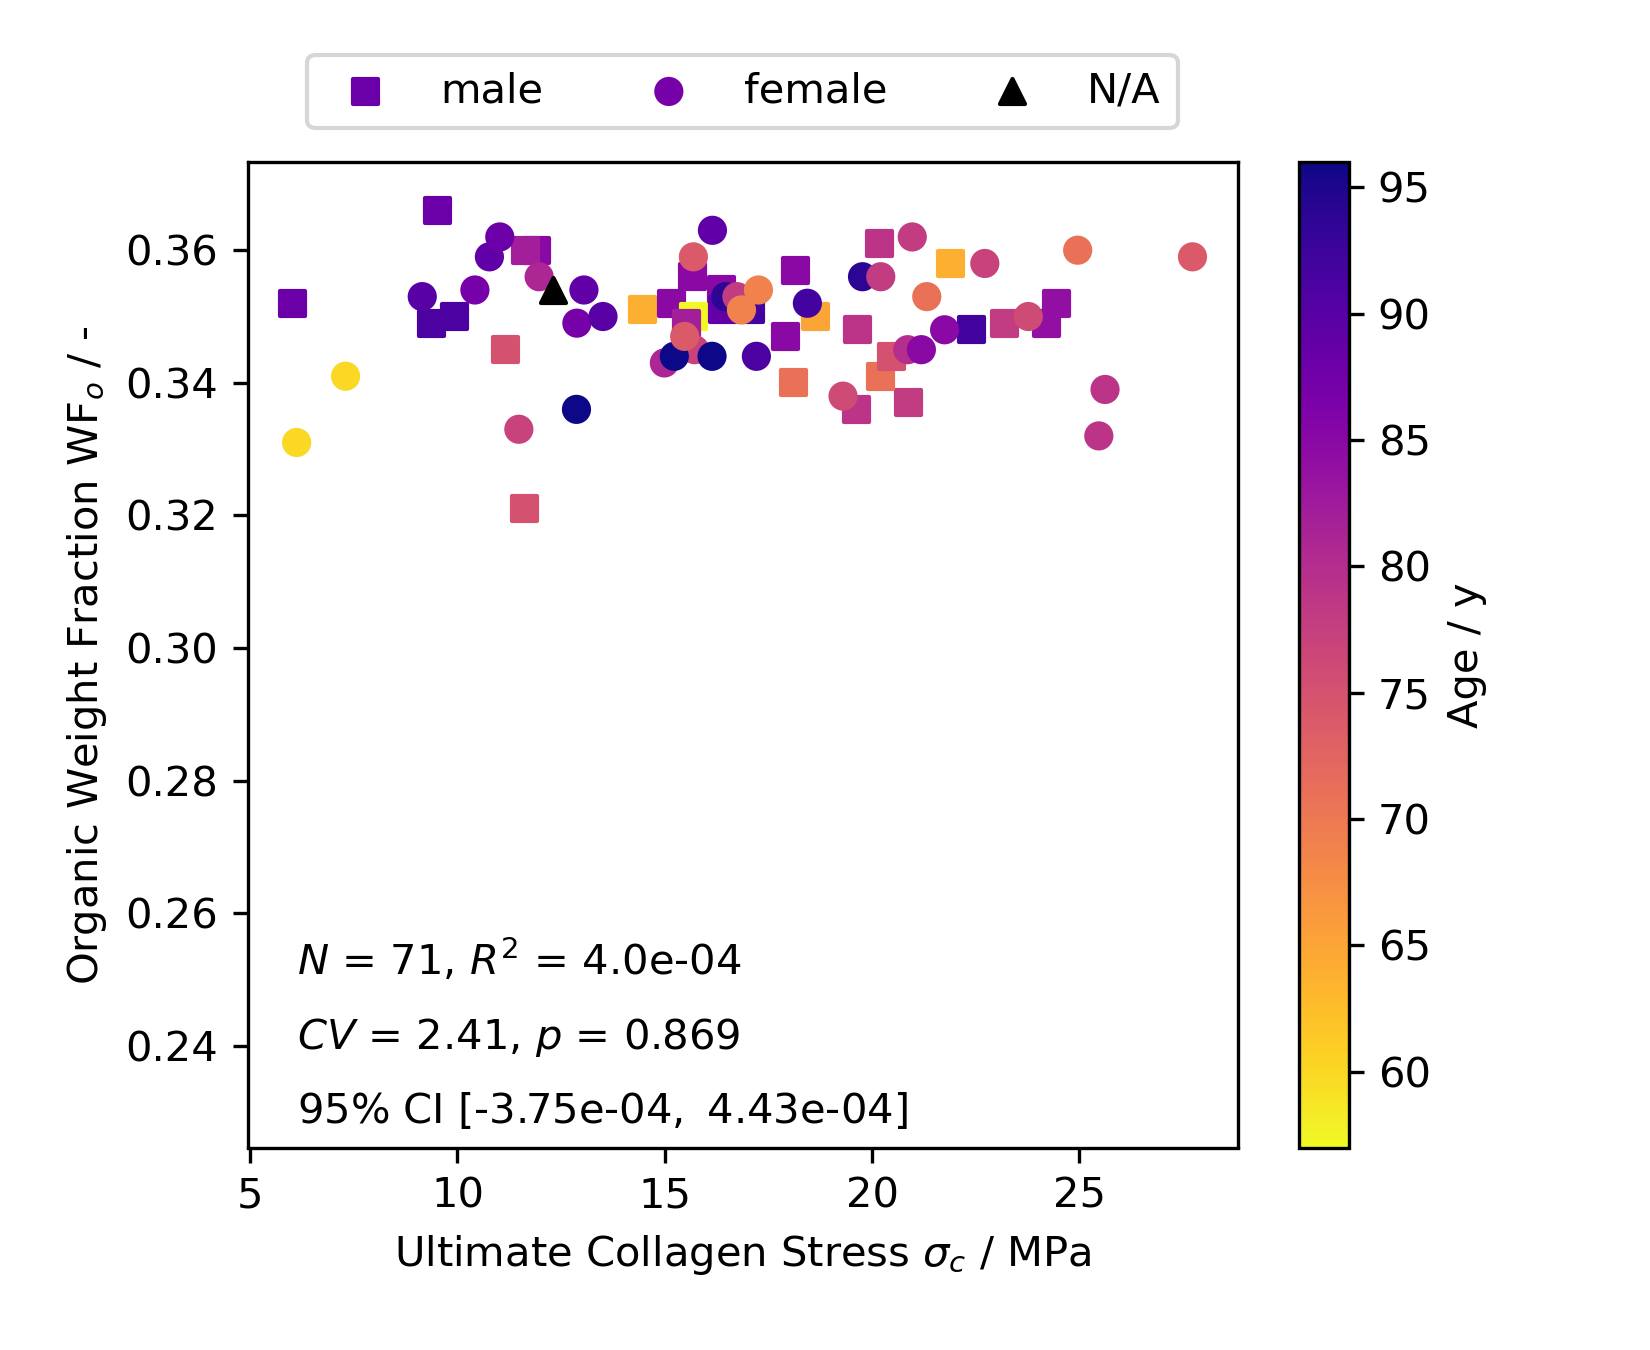 male female N/A
Organic Weight Fraction WFo / -
0.36
0.34
0.32
0.30
0.28
0.26
0.24
N = 71, R² = 4.0e-04
CV = 2.41, p = 0.869
95% CI [-3.75e-04, 4.43e-04]
5 10 15 20 25
Ultimate Collagen Stress σc / MPa
95
90
85
80
75
70
65
60
Age / y